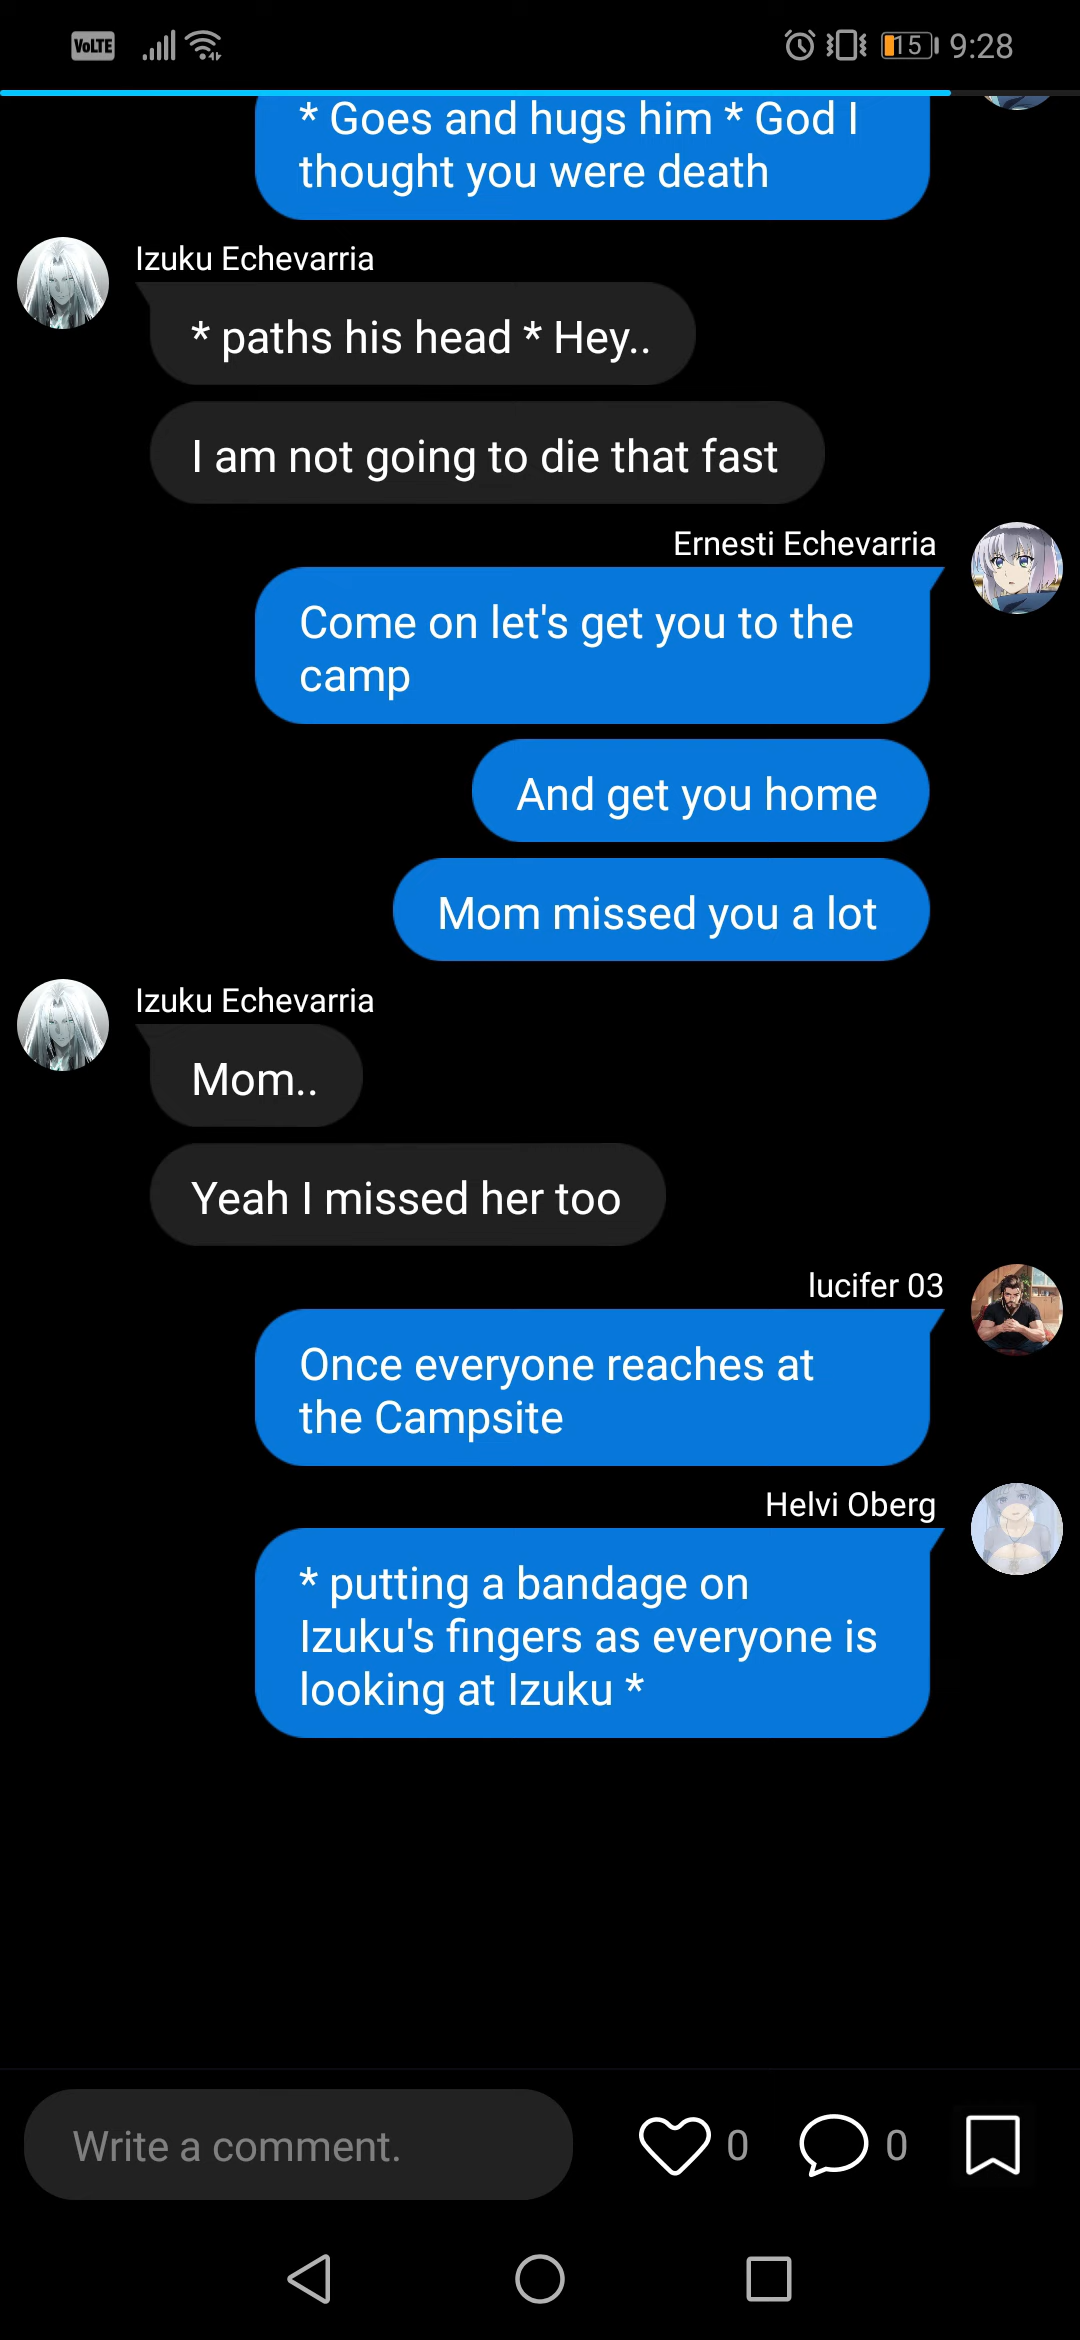 VoLTE 15 9:28
* Goes and hugs him * God I
thought you were death
Izuku Echevarria
* paths his head * Hey..
I am not going to die that fast
Ernesti Echevarria
Come on let's get you to the
camp
And get you home
Mom missed you a lot
Izuku Echevarria
Mom..
Yeah I missed her too
lucifer 03
Once everyone reaches at
the Campsite
Helvi Oberg
* putting a bandage on
Izuku's fingers as everyone is
looking at Izuku *
Write a comment. 0 0